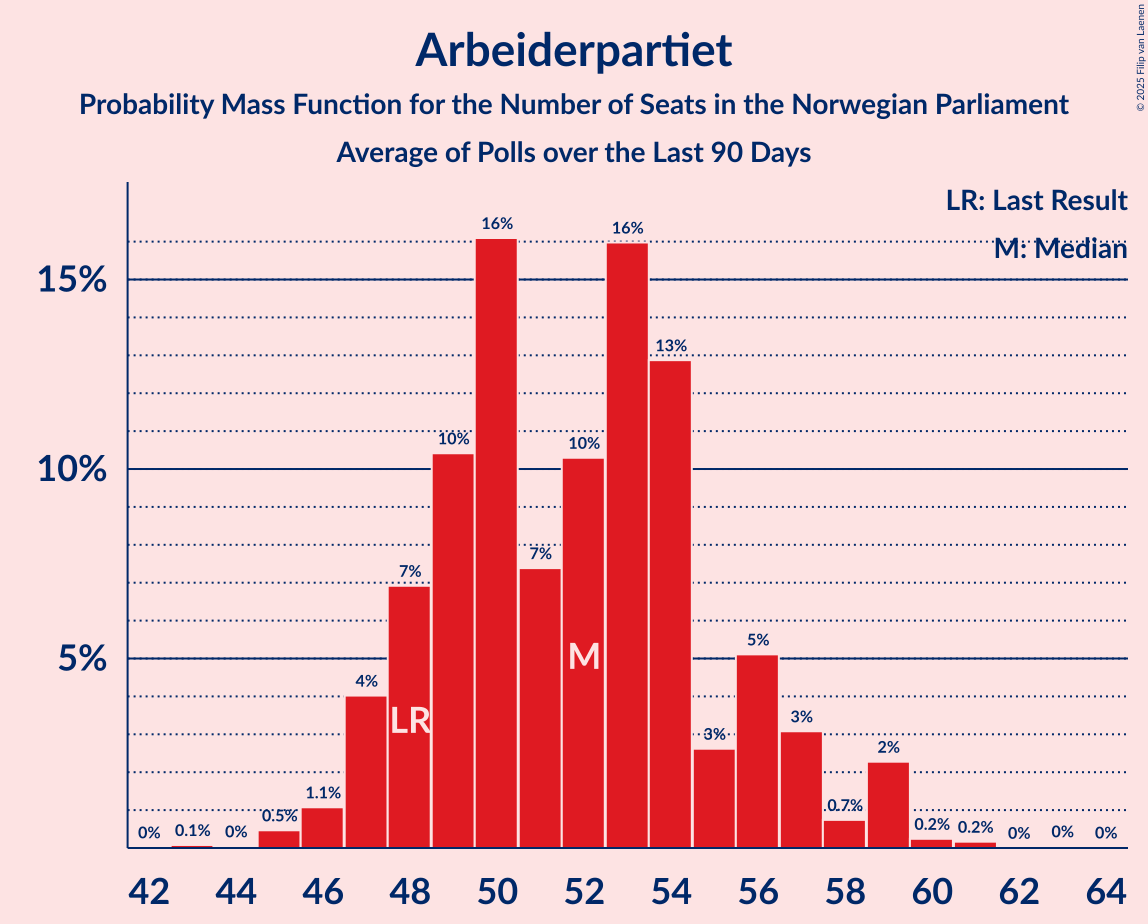 Arbeiderpartiet
Probability Mass Function for the Number of Seats in the Norwegian Parliament
Average of Polls over the Last 90 Days
© 2025 Filip van Laenen
LR: Last Result
M: Median
15%
10%
5%
0% 0.1% 0% 0.5% 1.1% 4% 7% 10% 16% 7% 10% 16% 13% 3% 5% 3% 0.7% 2% 0.2% 0.2% 0% 0% 0%
LR M
42 44 46 48 50 52 54 56 58 60 62 64